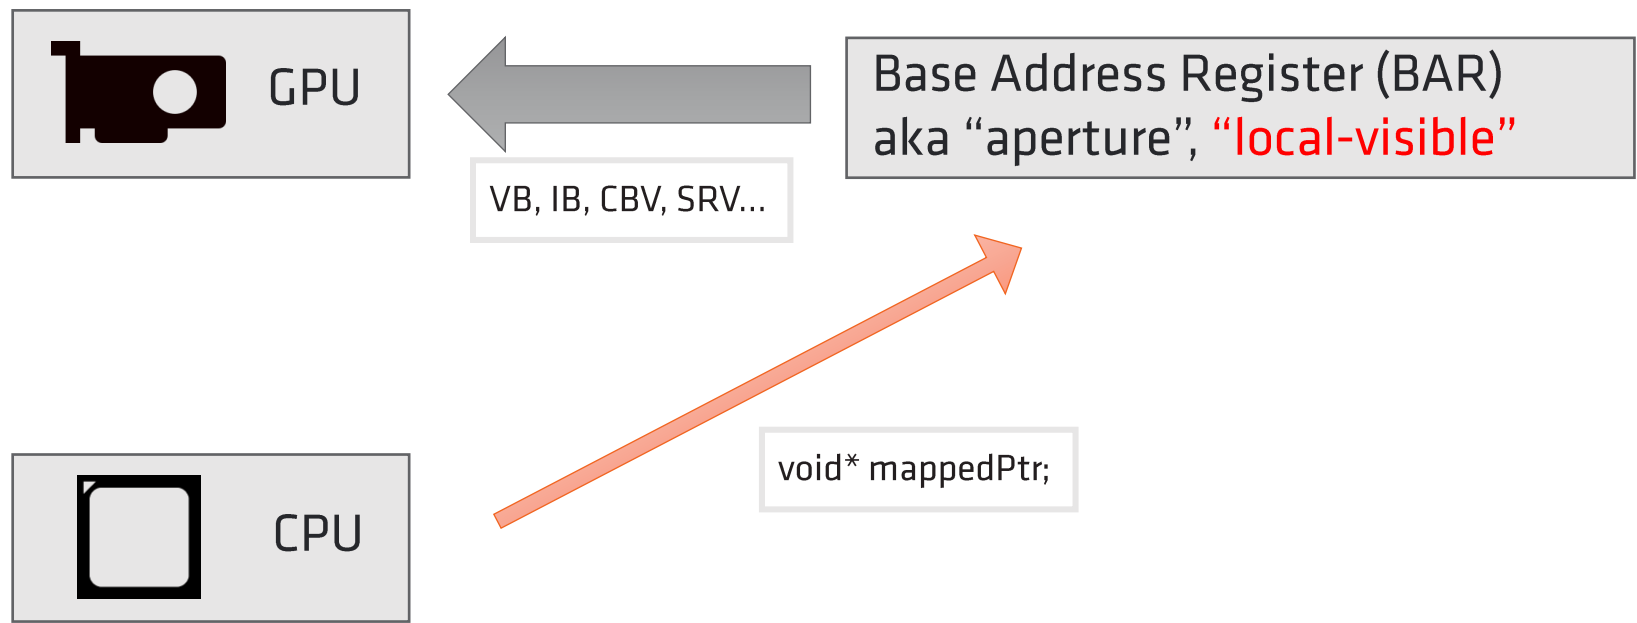 GPU
Base Address Register (BAR)
aka “aperture”, “local-visible”
VB, IB, CBV, SRV...
void* mappedPtr;
CPU